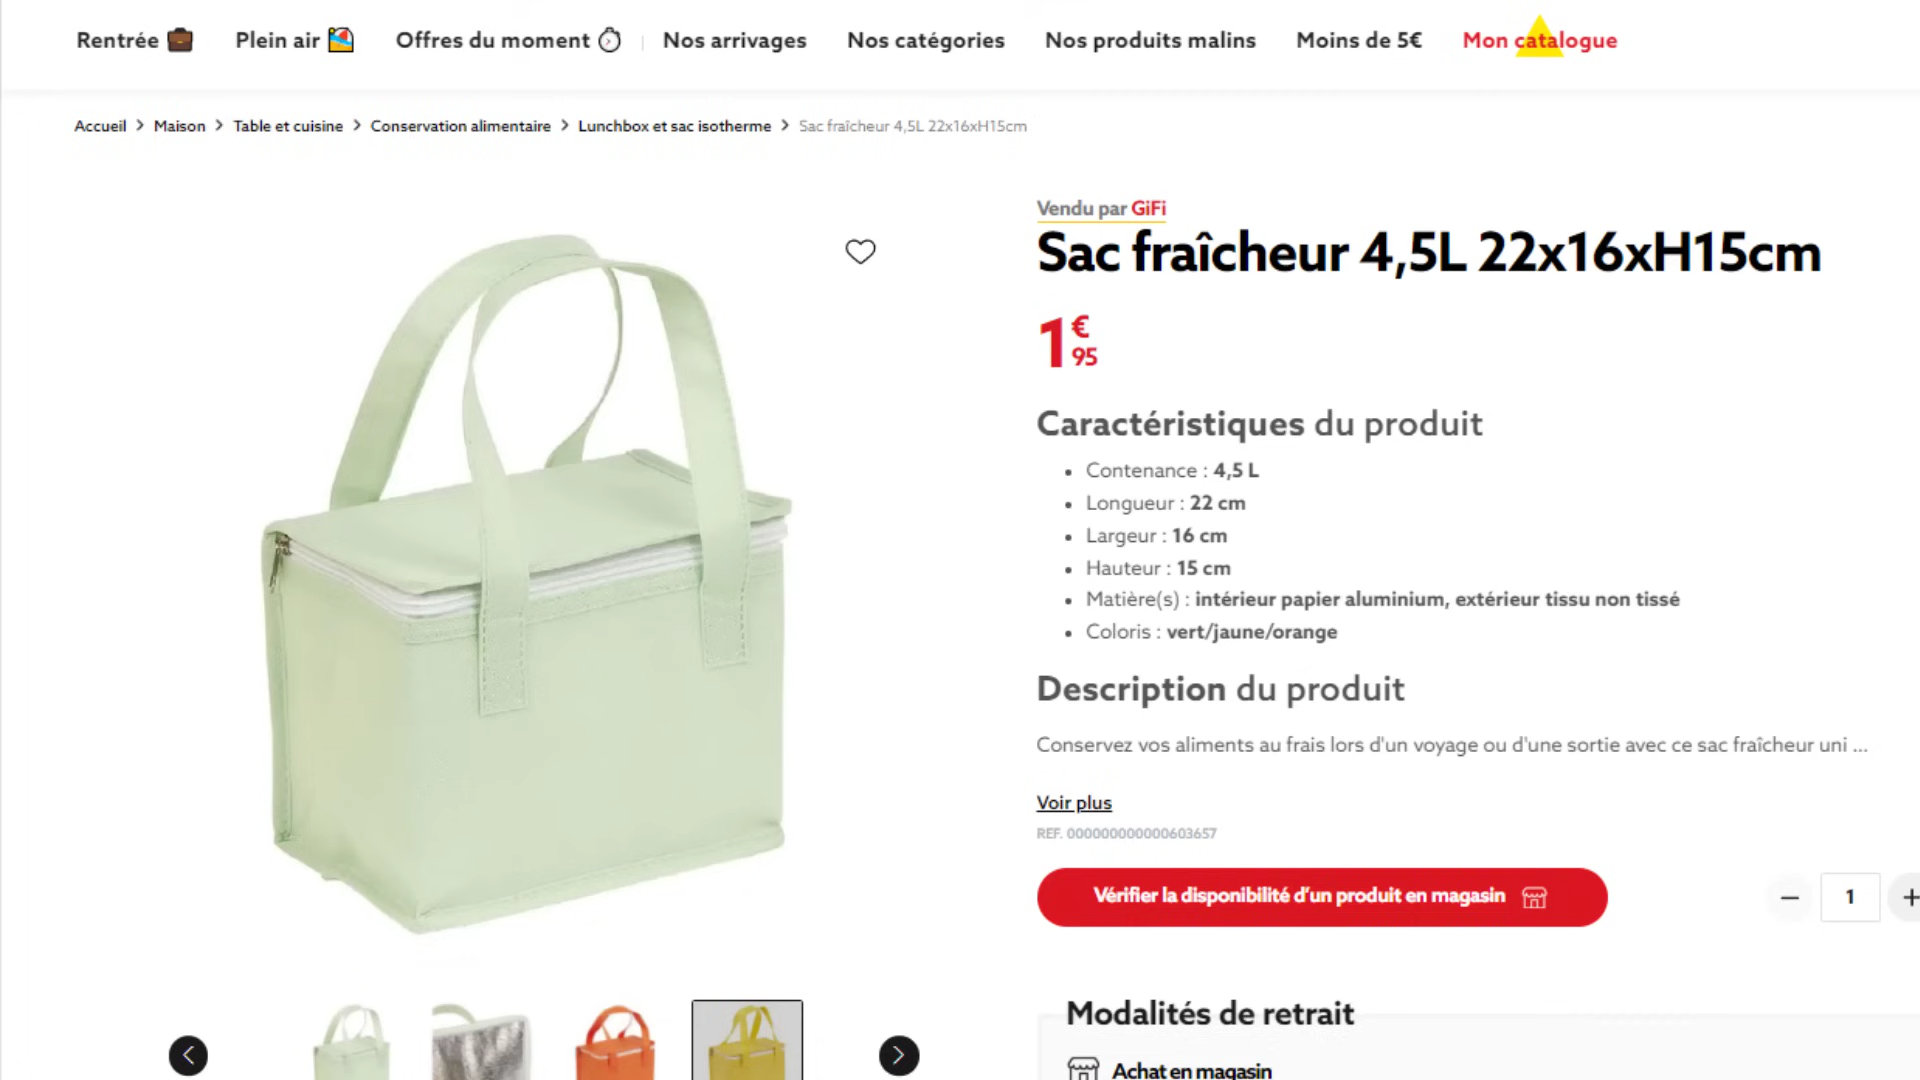 Rentrée
Plein air
Offres du moment
Nos arrivages
Nos catégories
Nos produits malins
Moins de 5€
Mon catalogue
Accueil > Maison > Table et cuisine > Conservation alimentaire > Lunchbox et sac isotherme > Sac fraîcheur 4,5L 22x16xH15cm
Vendu par GiFi
Sac fraîcheur 4,5L 22x16xH15cm
1€95
Caractéristiques du produit
• Contenance : 4,5 L
• Longueur : 22 cm
• Largeur : 16 cm
• Hauteur : 15 cm
• Matière(s) : intérieur papier aluminium, extérieur tissu non tissé
• Coloris : vert/jaune/orange
Description du produit
Conservez vos aliments au frais lors d'un voyage ou d'une sortie avec ce sac fraîcheur uni ...
Voir plus
REF. 000000000000603657
Vérifier la disponibilité d'un produit en magasin
− 1 +
Modalités de retrait
Achat en magasin